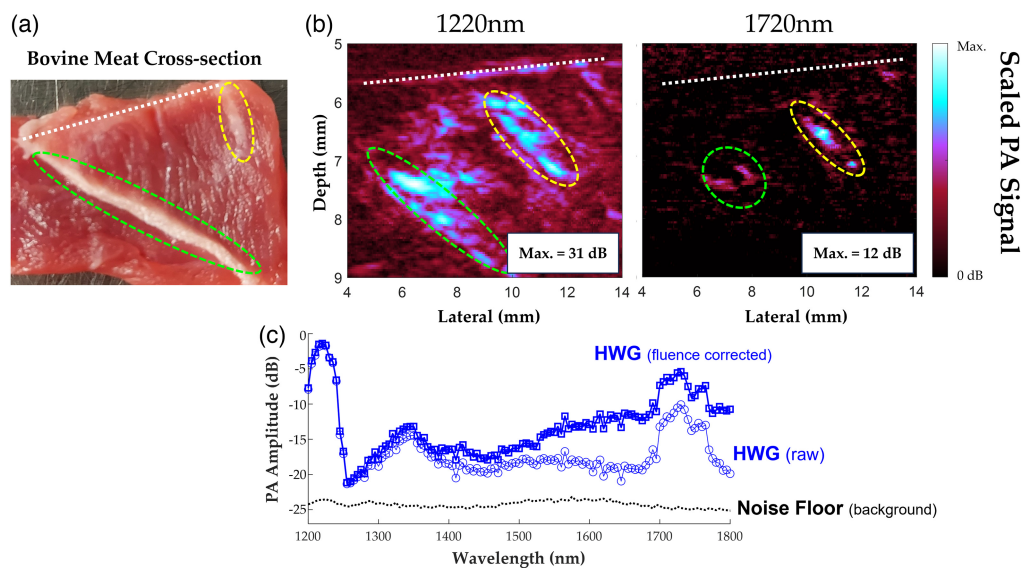 (a)
Bovine Meat Cross-section
(b)
1220nm
1720nm
5
6
7
8
9
Depth (mm)
Max. = 31 dB
4
6
8
10
12
14
Lateral (mm)
Max. = 12 dB
4
6
8
10
12
14
Lateral (mm)
Max.
0 dB
Scaled PA Signal
(c)
0
-5
-10
-15
-20
-25
PA Amplitude (dB)
HWG (fluence corrected)
HWG (raw)
Noise Floor (background)
1200
1300
1400
1500
1600
1700
1800
Wavelength (nm)